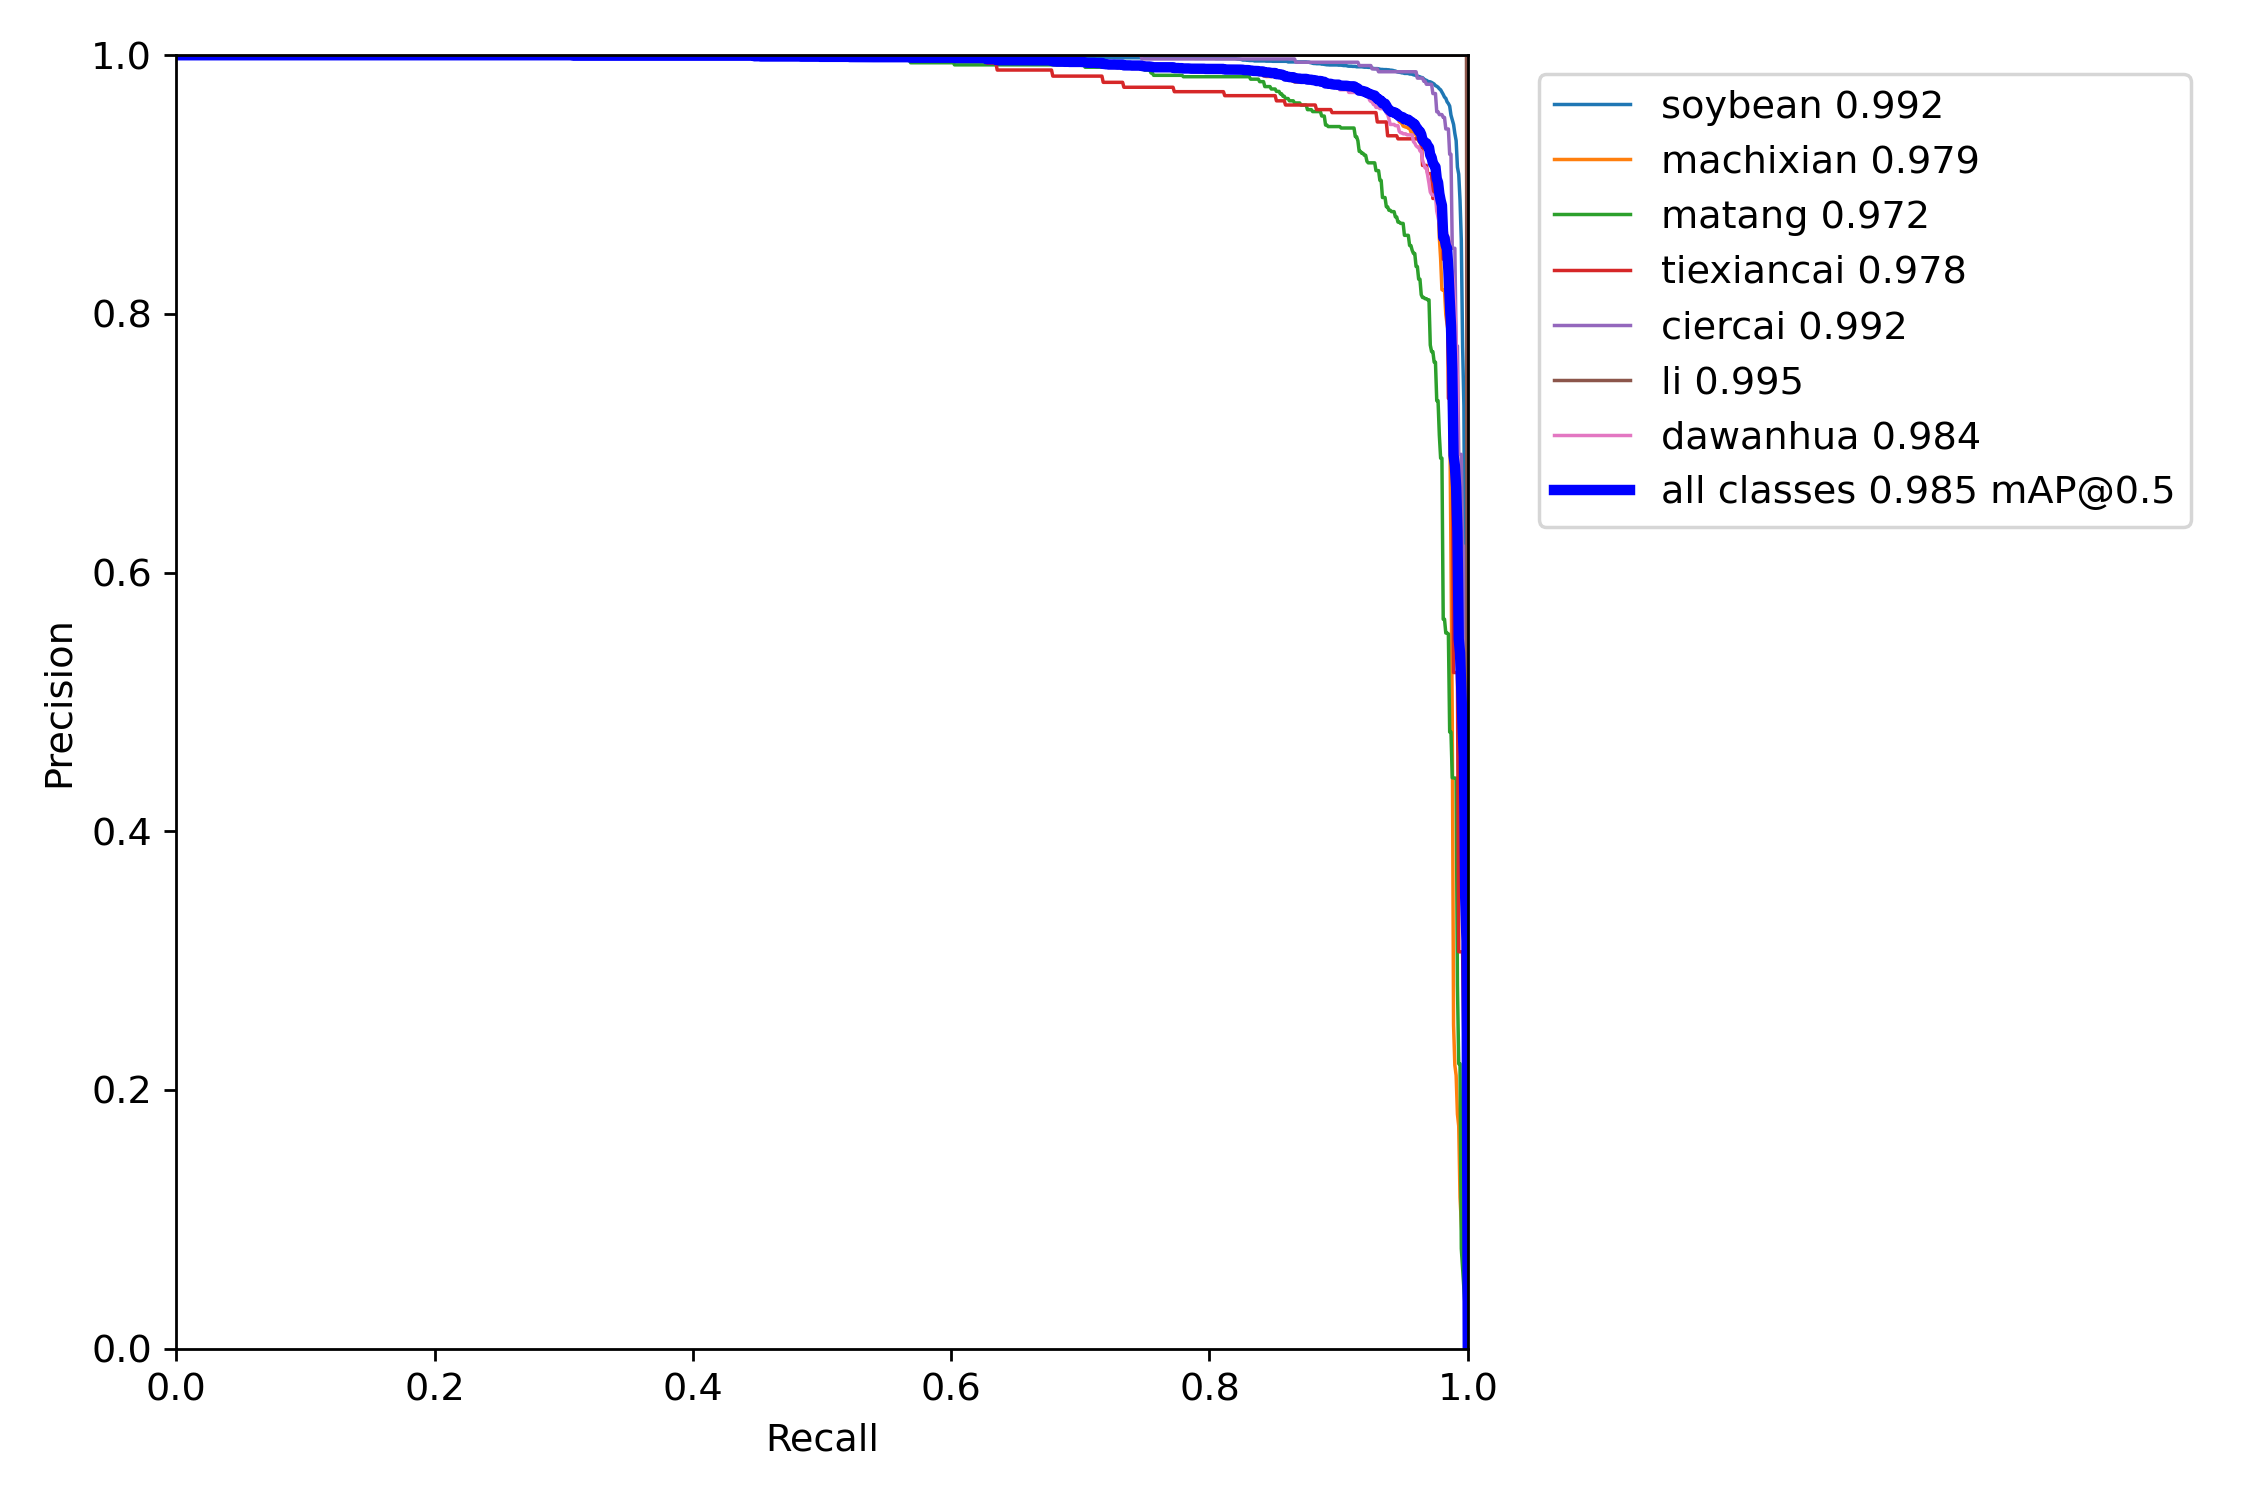 1.0
0.8
0.6
0.4
0.2
0.0
0.0 0.2 0.4 0.6 0.8 1.0
Precision
Recall
soybean 0.992
machixian 0.979
matang 0.972
tiexiancai 0.978
ciercai 0.992
li 0.995
dawanhua 0.984
all classes 0.985 mAP@0.5